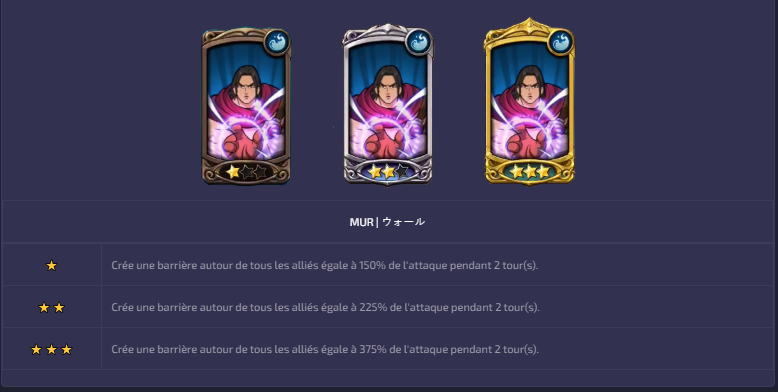 MUR | ウォール
Crée une barrière autour de tous les alliés égale à 150% de l'attaque pendant 2 tour(s).
Crée une barrière autour de tous les alliés égale à 225% de l'attaque pendant 2 tour(s).
Crée une barrière autour de tous les alliés égale à 375% de l'attaque pendant 2 tour(s).